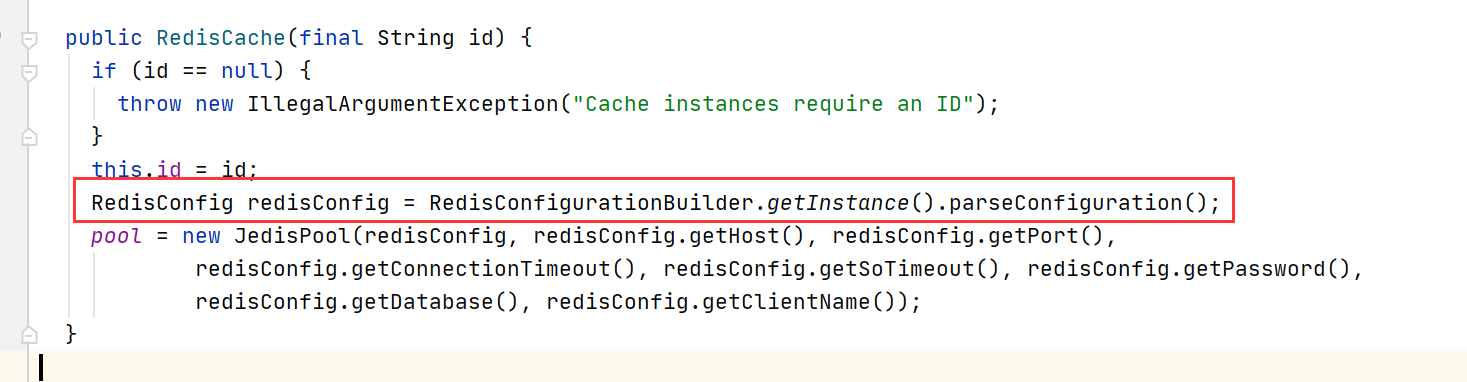 public RedisCache(final String id) {
if (id == null) {
throw new IllegalArgumentException("Cache instances require an ID");
}
this.id = id;
RedisConfig redisConfig = RedisConfigurationBuilder.getInstance().parseConfiguration();
pool = new JedisPool(redisConfig, redisConfig.getHost(), redisConfig.getPort(),
redisConfig.getConnectionTimeout(), redisConfig.getSoTimeout(), redisConfig.getPassword(),
redisConfig.getDatabase(), redisConfig.getClientName());
}